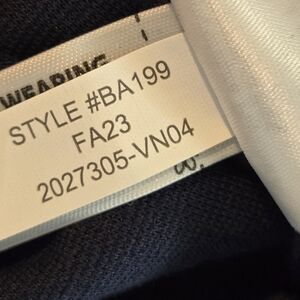 WEARING
STYLE #BA199
FA23
2027305-VN04